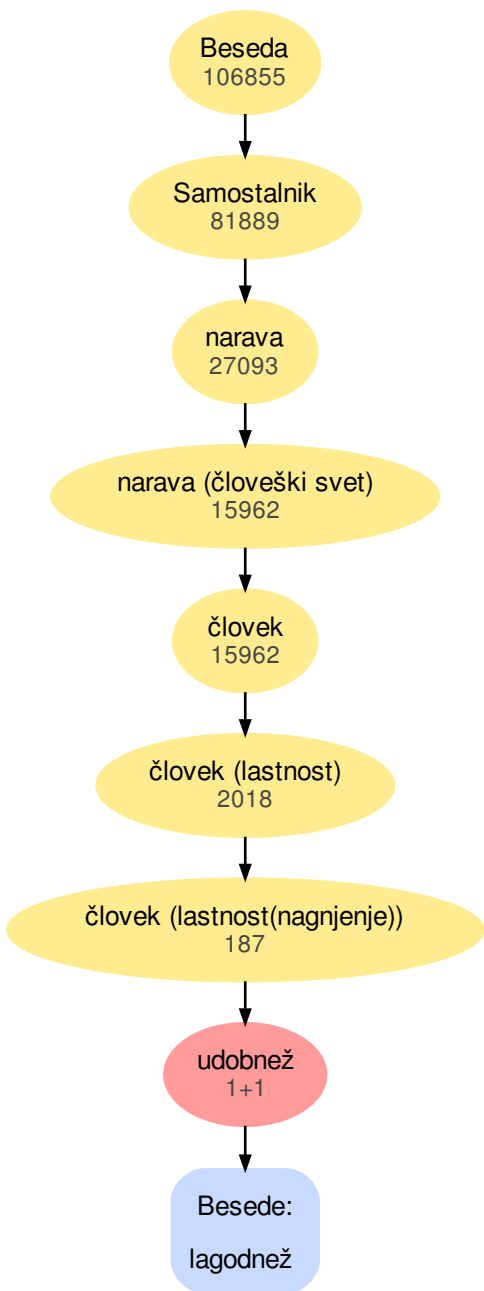 Beseda
106855
Samostalnik
81889
narava
27093
narava (človeški svet)
15962
človek
15962
človek (lastnost)
2018
človek (lastnost(nagnjenje))
187
udobnež
1+1
Besede:
lagodnež